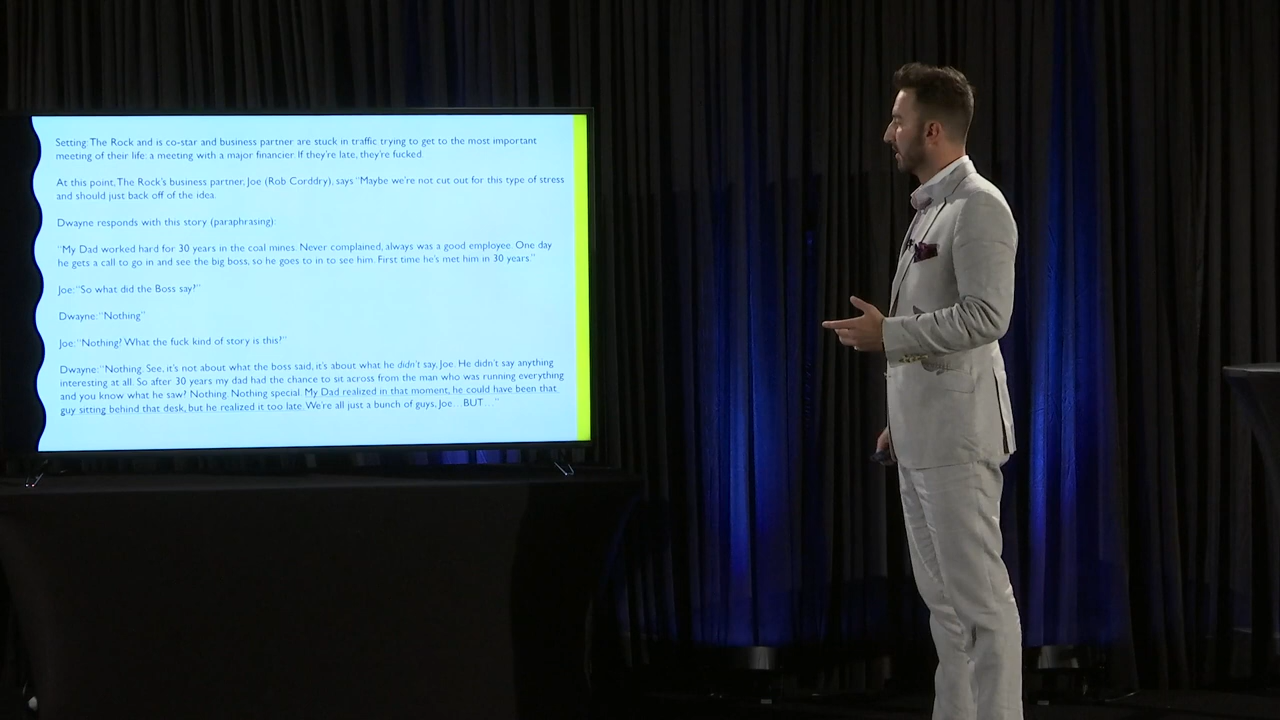 Setting: The Rock and is co-star and business partner are stuck in traffic trying to get to the most important
meeting of their life: a meeting with a major financier. If they're late, they're fucked.
At this point, The Rock's business partner, Joe (Rob Corddry), says "Maybe we're not cut out for this type of stress
and should just back off of the idea.
Dwayne responds with this story (paraphrasing):
"My Dad worked hard for 30 years in the coal mines. Never complained, always was a good employee. One day
he gets a call to go in and see the big boss, so he goes to in to see him. First time he's met him in 30 years."
Joe: "So what did the Boss say?"
Dwayne: "Nothing"
Joe: "Nothing? What the fuck kind of story is this?"
Dwayne: "Nothing. See, it's not about what the boss said, it's about what he didn't say, Joe. He didn't say anything
interesting at all. So after 30 years my dad had the chance to sit across from the man who was running everything
and you know what he saw? Nothing. Nothing special. My Dad realized in that moment, he could have been that
guy sitting behind that desk, but he realized it too late. We're all just a bunch of guys, Joe…BUT…"